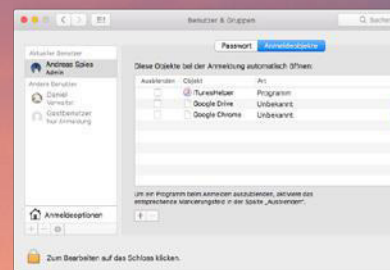 Benutzer & Gruppen
Suchen
Passwort
Anmeldeobjekte
Aktueller Benutzer
Andreas Spies
Admin
Andere Benutzer
Daniel
Verwalter
Gastbenutzer
Nur Anmeldung
Diese Objekte bei der Anmeldung automatisch öffnen:
Ausblenden Objekt Art
iTunesHelper Programm
Google Drive Unbekannt
Google Chrome Unbekannt
Um ein Programm beim Anmelden auszublenden, aktiviere das
entsprechende Markierungsfeld in der Spalte „Ausblenden“.
Anmeldeoptionen
+ −
+ −
Zum Bearbeiten auf das Schloss klicken.